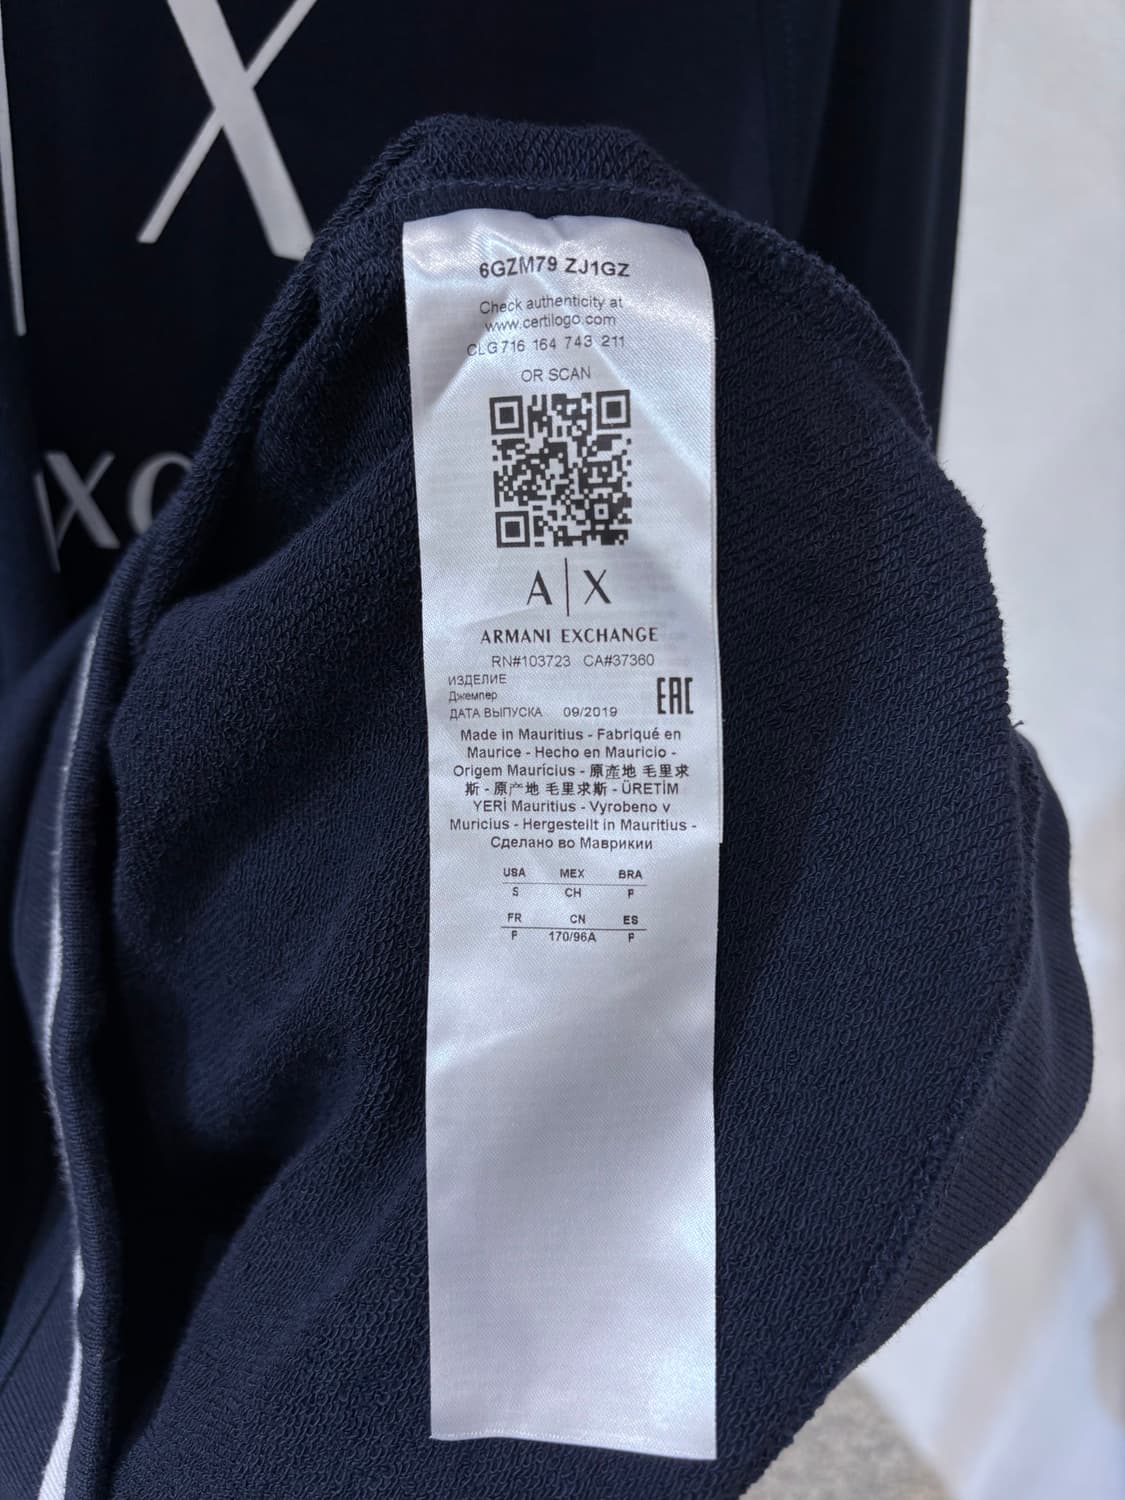 X
XC
6GZM79 ZJ1GZ
Check authenticity at
www.certilogo.com
CLG 716 164 743 211
OR SCAN
A|X
ARMANI EXCHANGE
RN#103723 CA#37360
ИЗДЕЛИЕ
Джемпер
ДАТА ВЫПУСКА 09/2019
EAC
Made in Mauritius - Fabriqué en
Maurice - Hecho en Mauricio -
Origem Maurícius - 原產地 毛里求
斯 - 原产地 毛里求斯 - ÜRETİM
YERİ Mauritius - Vyrobeno v
Muricius - Hergestellt in Mauritius -
Сделано во Маврикии
USA MEX BRA
S CH P
FR CN ES
P 170/96A P